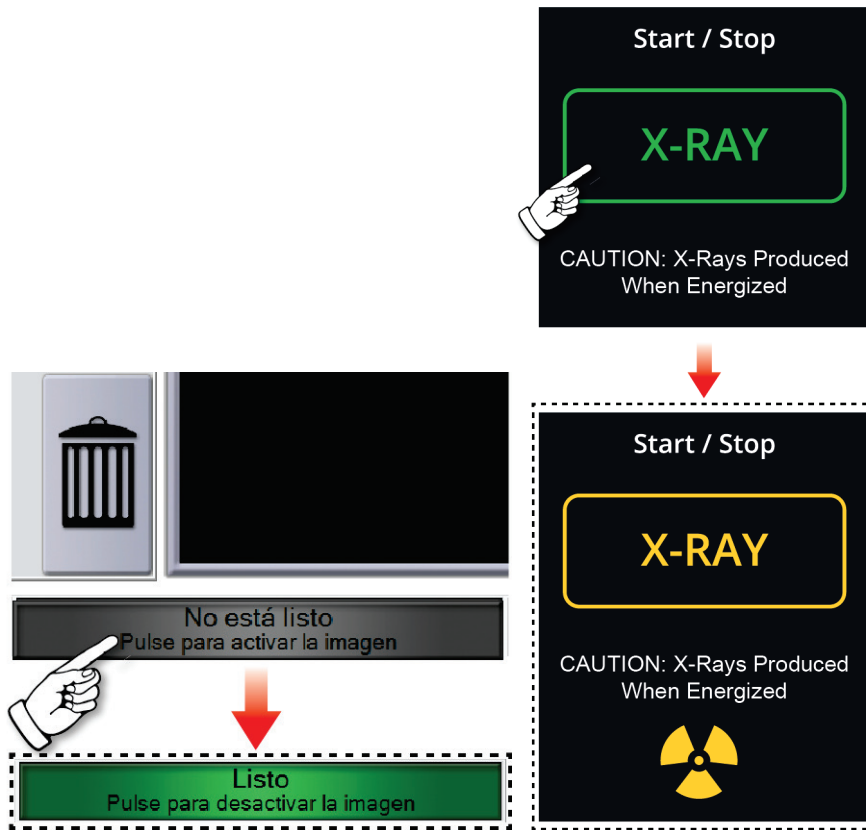 Start / Stop
X-RAY
CAUTION: X-Rays Produced
When Energized
No está listo
Pulse para activar la imagen
Listo
Pulse para desactivar la imagen
Start / Stop
X-RAY
CAUTION: X-Rays Produced
When Energized